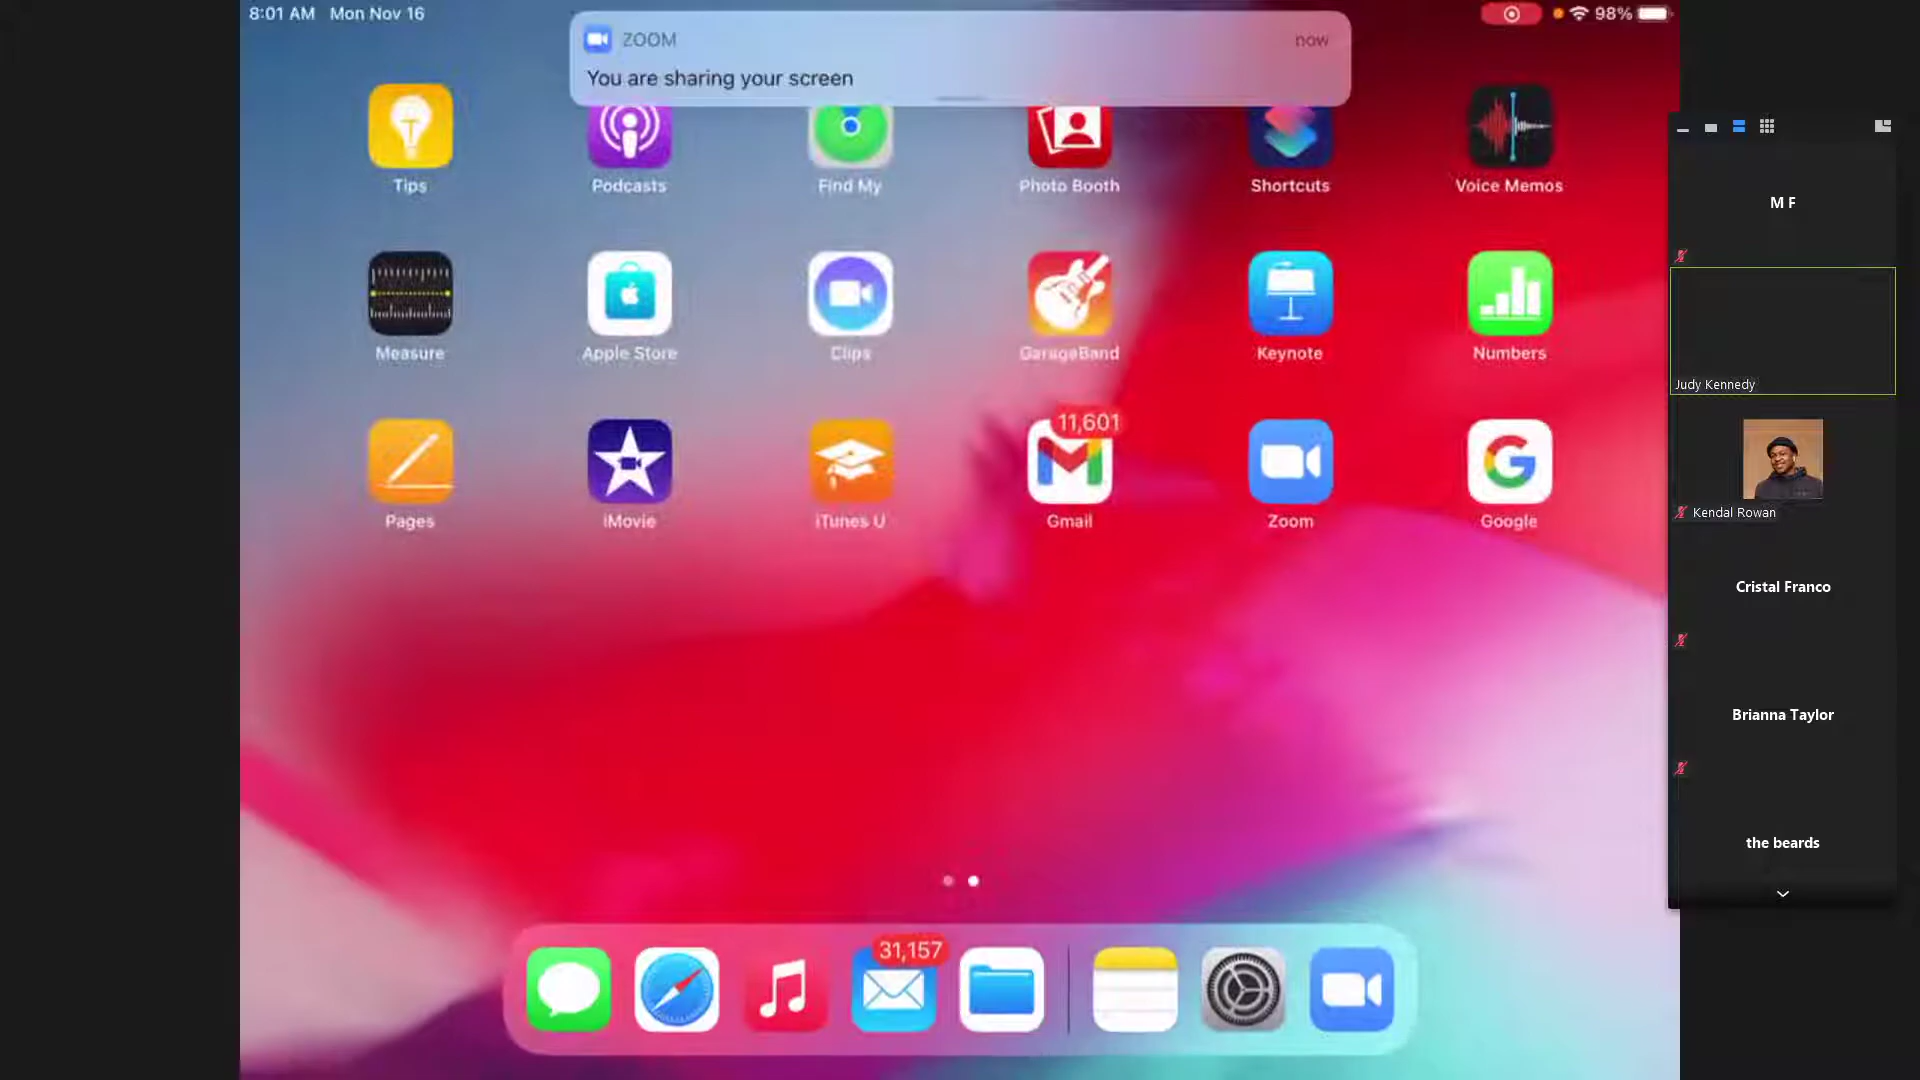 8:01 AM Mon Nov 16
98%
ZOOM
now
You are sharing your screen
Tips
Podcasts
Find My
Photo Booth
Shortcuts
Voice Memos
Measure
Apple Store
Clips
GarageBand
Keynote
Numbers
11,601
Pages
iMovie
iTunes U
Gmail
Zoom
Google
31,157
M F
Judy Kennedy
Kendal Rowan
Cristal Franco
Brianna Taylor
the beards